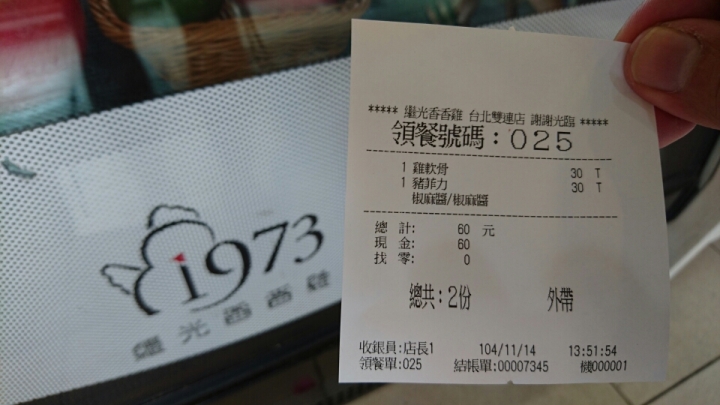 ***** 繼光香香雞 台北雙連店 謝謝光臨 *****
領餐號碼：025
1 雞軟骨 30 T
1 豬菲力 30 T
椒麻醬/椒麻醬
總 計: 60 元
現 金: 60
找 零: 0
總共:2份 外帶
收銀員:店長1 104/11/14 13:51:54
領餐單:025 結帳單:00007345 機000001
1973
繼光香香雞